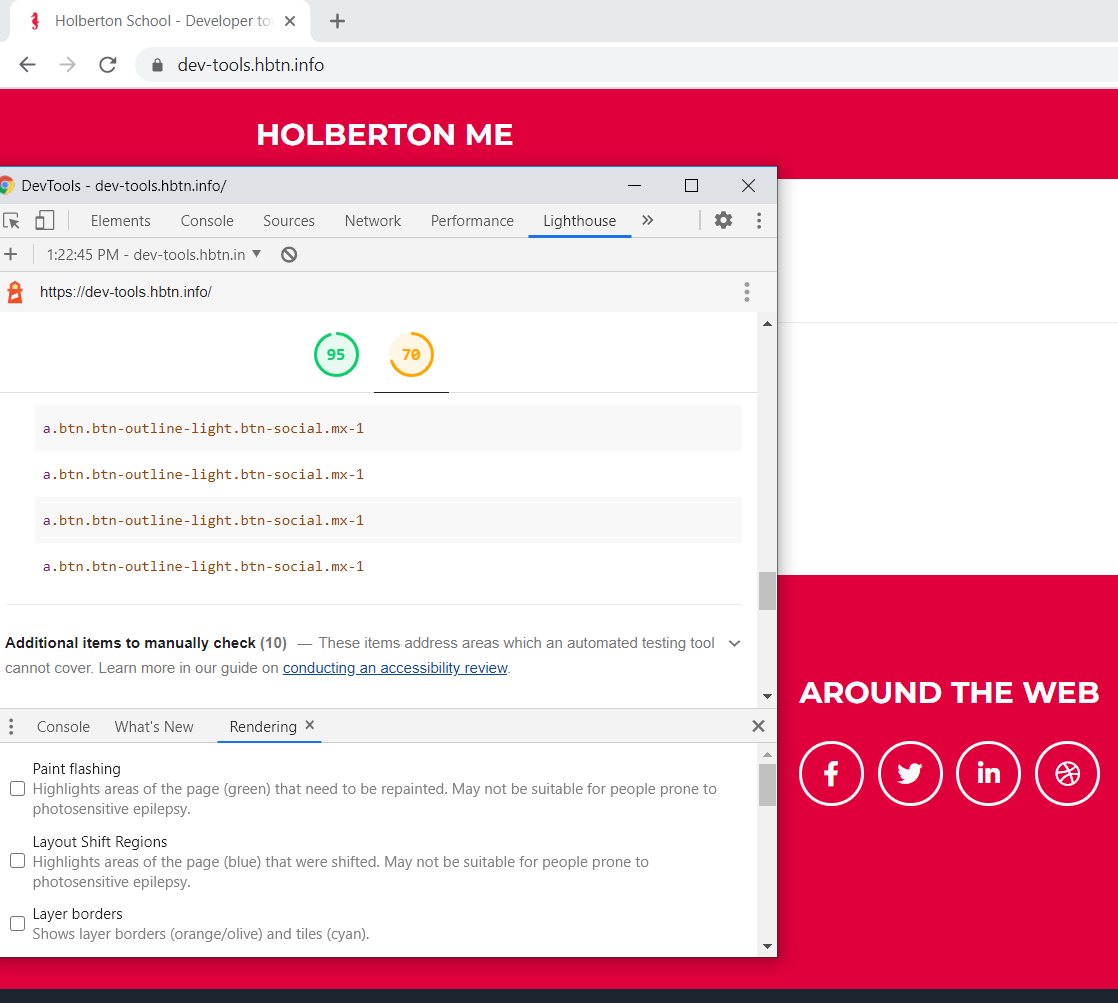 Holberton School - Developer to
dev-tools.hbtn.info
HOLBERTON ME
DevTools - dev-tools.hbtn.info/
Elements Console Sources Network Performance Lighthouse »
1:22:45 PM - dev-tools.hbtn.in
https://dev-tools.hbtn.info/
95 70
a.btn.btn-outline-light.btn-social.mx-1
a.btn.btn-outline-light.btn-social.mx-1
a.btn.btn-outline-light.btn-social.mx-1
a.btn.btn-outline-light.btn-social.mx-1
Additional items to manually check (10) — These items address areas which an automated testing tool
cannot cover. Learn more in our guide on conducting an accessibility review.
Console What's New Rendering
Paint flashing
Highlights areas of the page (green) that need to be repainted. May not be suitable for people prone to
photosensitive epilepsy.
Layout Shift Regions
Highlights areas of the page (blue) that were shifted. May not be suitable for people prone to
photosensitive epilepsy.
Layer borders
Shows layer borders (orange/olive) and tiles (cyan).
AROUND THE WEB